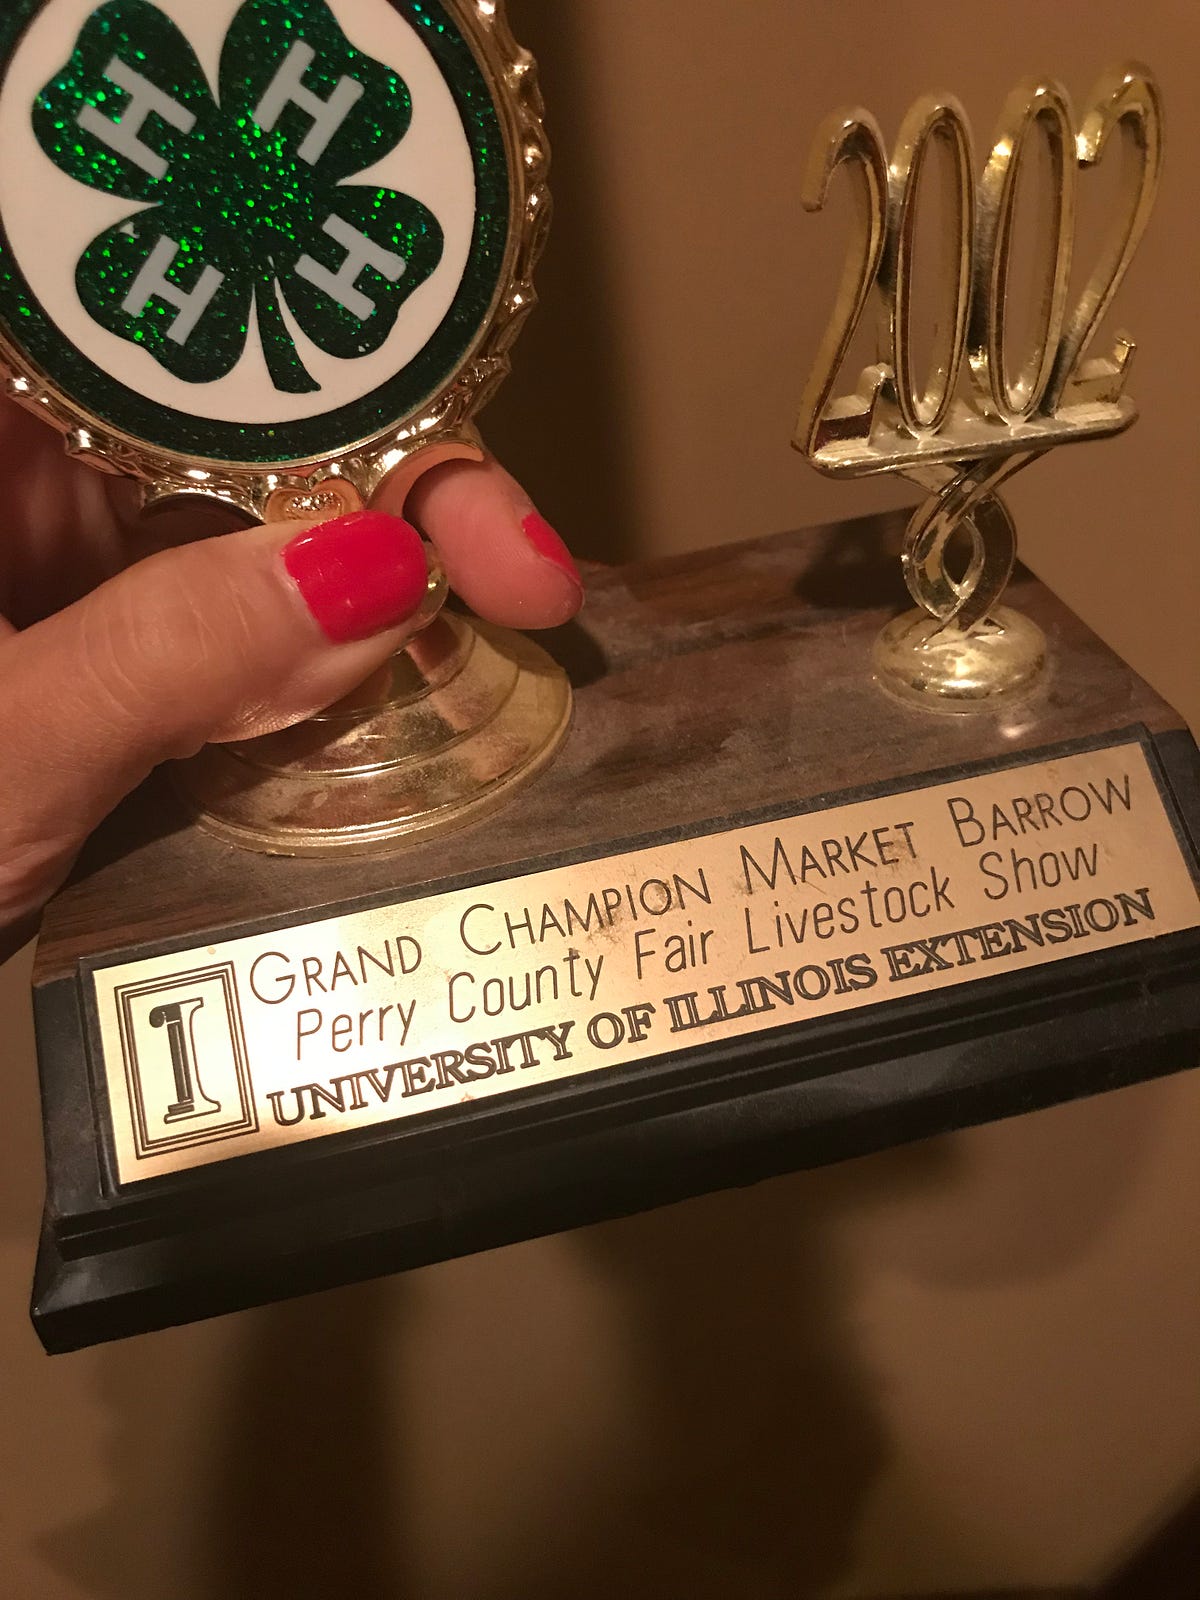 H H
H H
2002
GRAND CHAMPION MARKET BARROW
Perry County Fair Livestock Show
I UNIVERSITY OF ILLINOIS EXTENSION